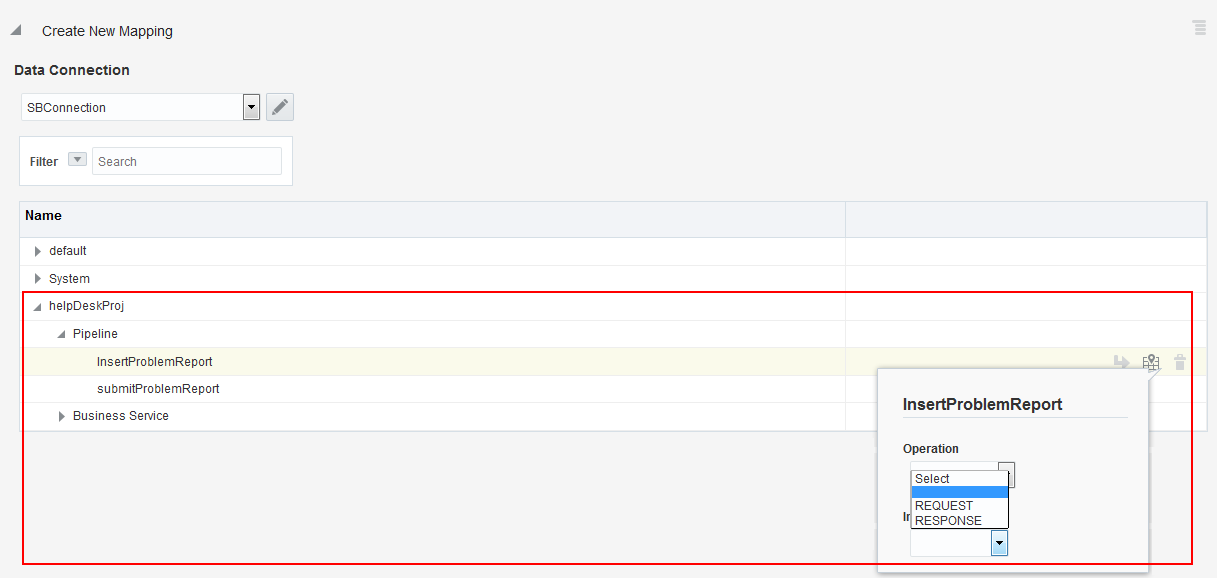 Create New Mapping
Data Connection
SBConnection
Filter Search
Name
default
System
helpDeskProj
Pipeline
InsertProblemReport
submitProblemReport
Business Service
InsertProblemReport
Operation
Select
REQUEST
RESPONSE